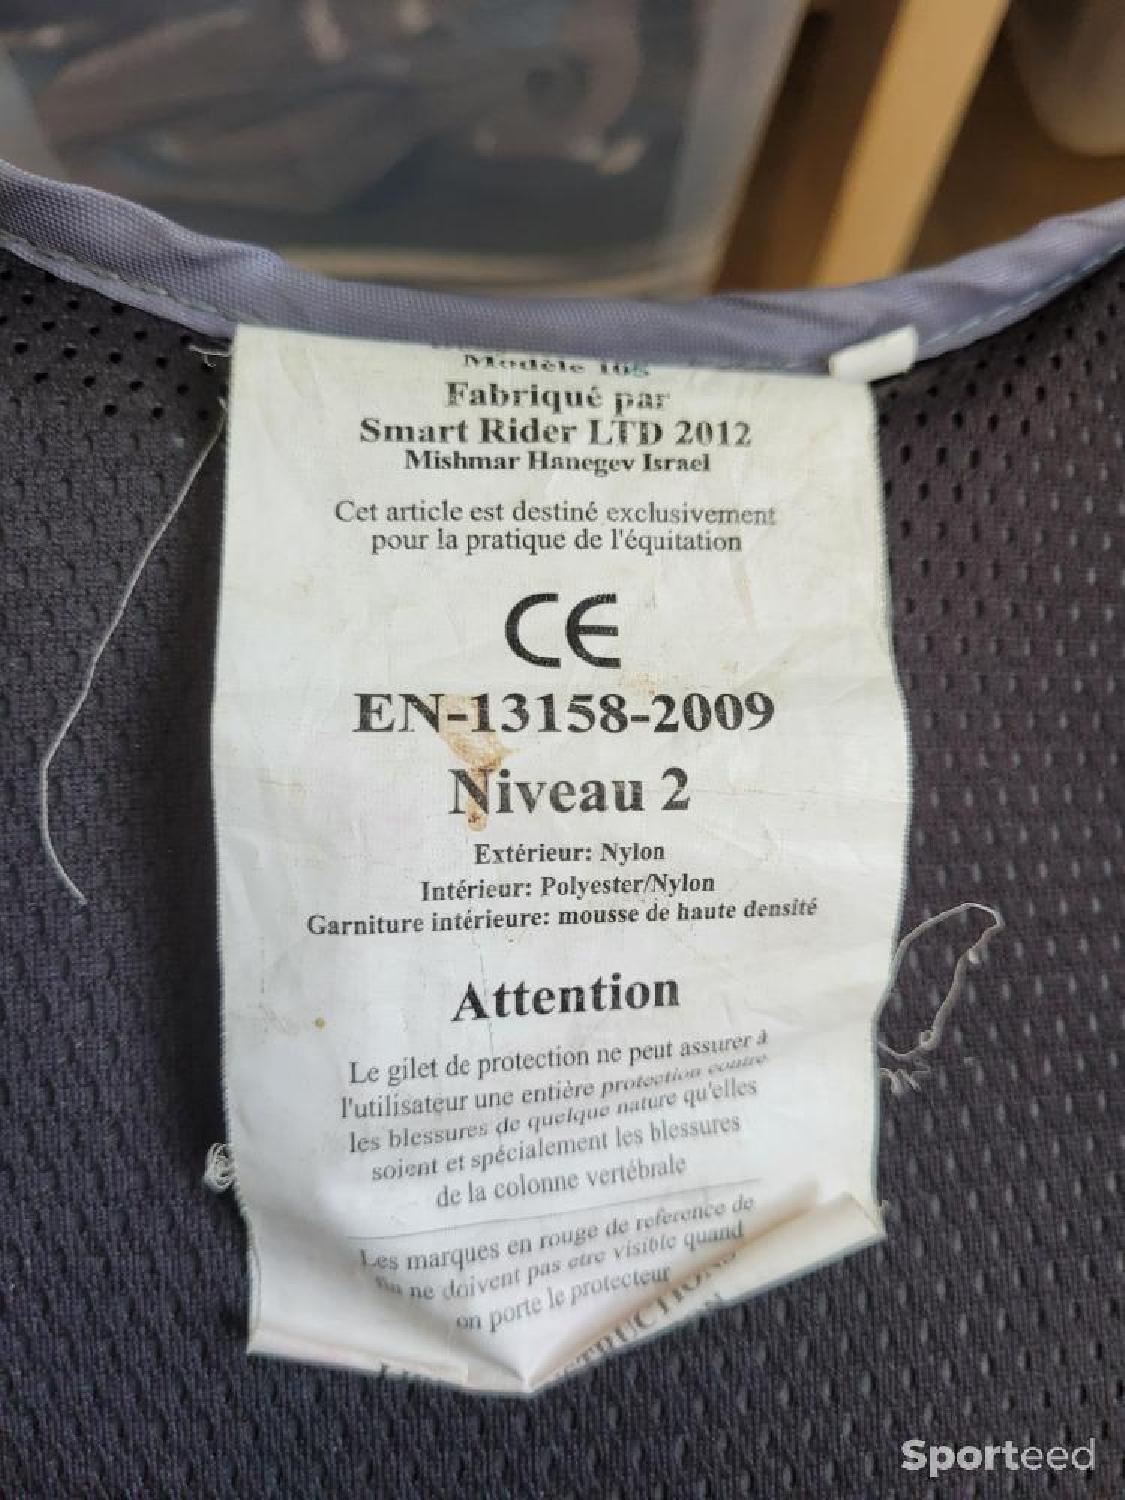 Modèle
Fabriqué par
Smart Rider LTD 2012
Mishmar Hanegev Israel
Cet article est destiné exclusivement
pour la pratique de l'équitation
CE
EN-13158-2009
Niveau 2
Extérieur: Nylon
Intérieur: Polyester/Nylon
Garniture intérieure: mousse de haute densité
Attention
Le gilet de protection ne peut assurer à
l'utilisateur une entière protection contre
les blessures de quelque nature qu'elles
soient et spécialement les blessures
de la colonne vertébrale
Les marques en rouge de reference de
ne doivent pas etre visible quand
on porte le protecteur
Sporteed